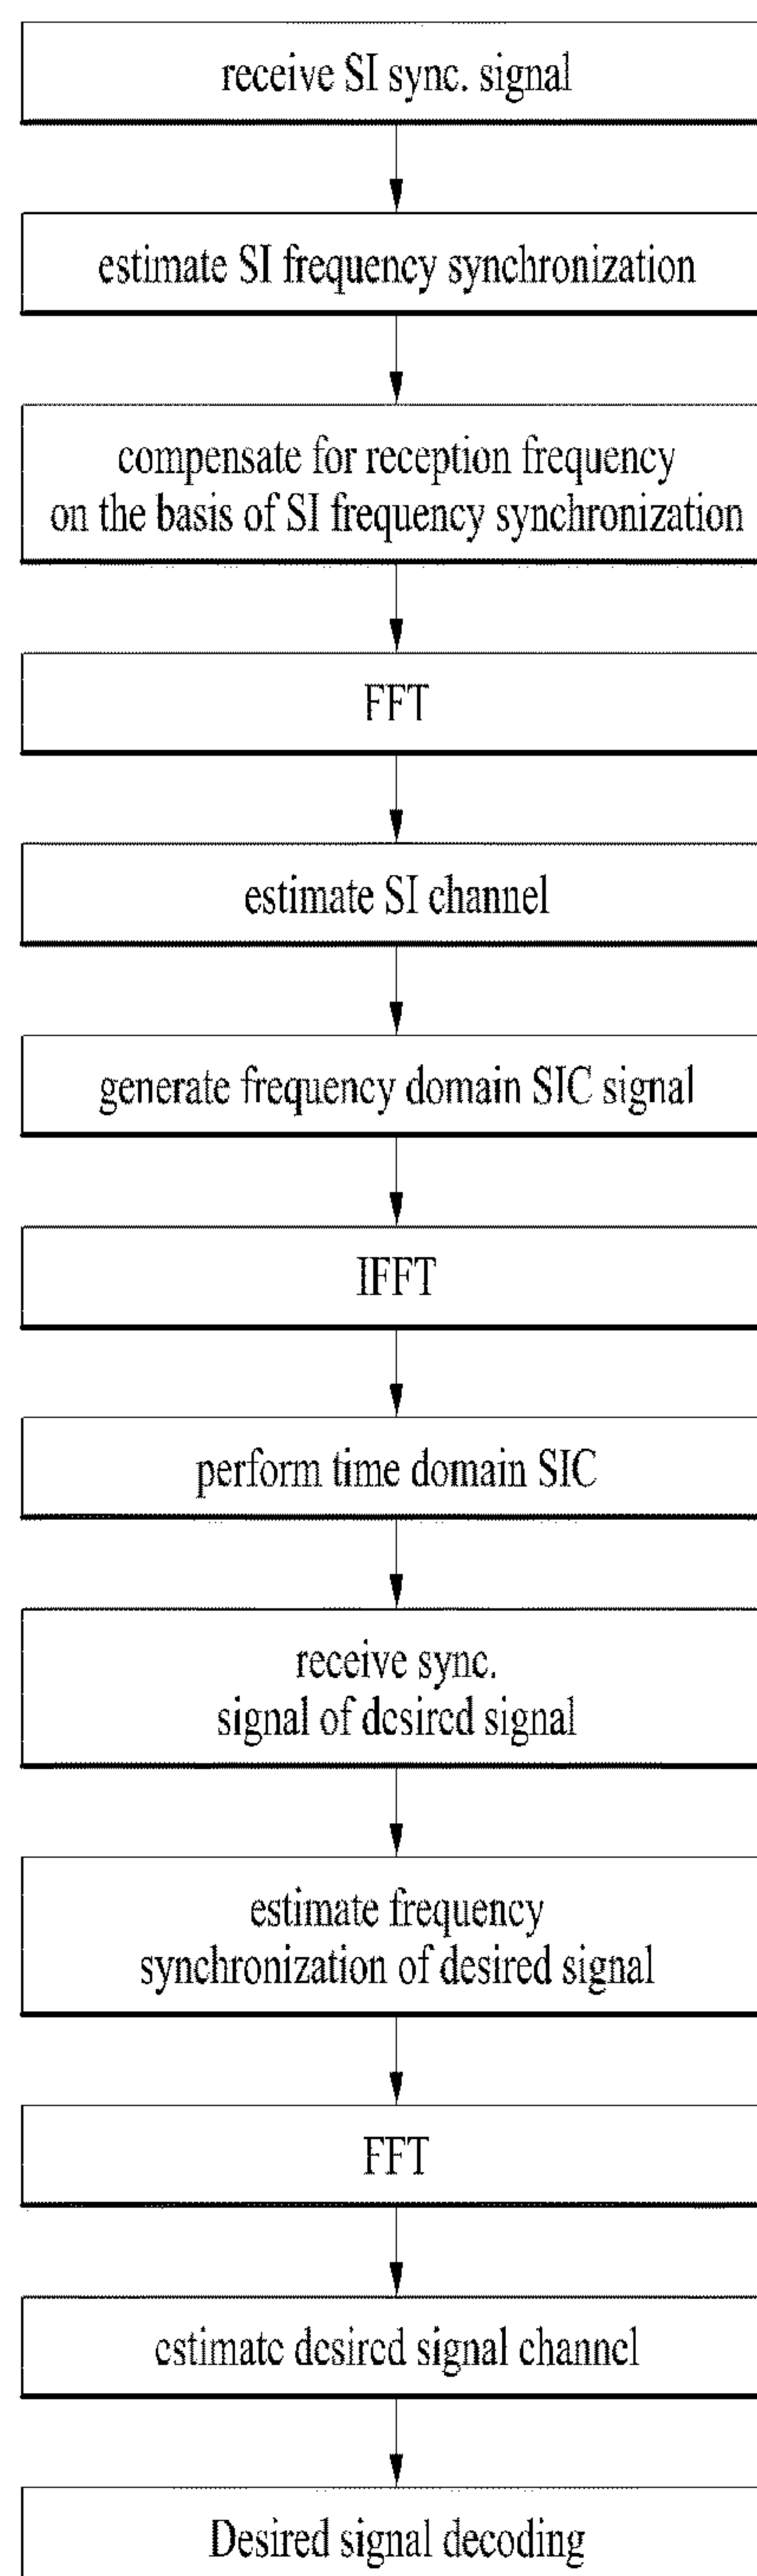 receive SI sync. signal
estimate SI frequency synchronization
compensate for reception frequency
on the basis of SI frequency synchronization
FFT
estimate SI channel
generate frequency domain SIC signal
IFFT
perform time domain SIC
receive sync.
signal of desired signal
estimate frequency
synchronization of desired signal
FFT
estimate desired signal channel
Desired signal decoding